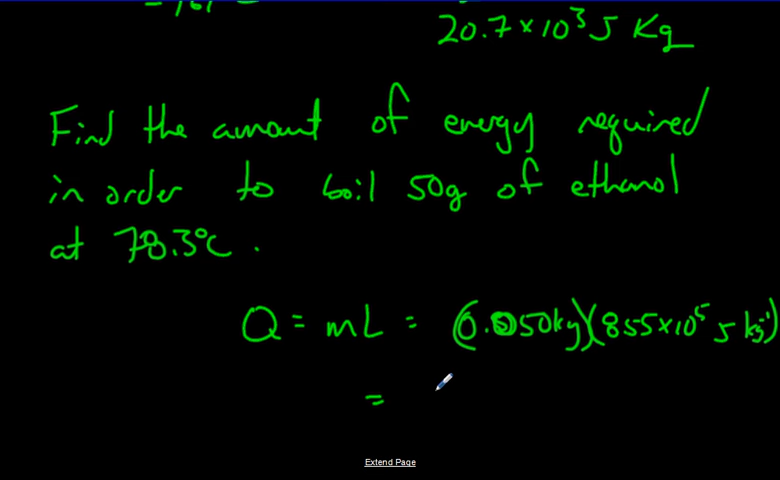 20.7×10³ J Kg
Find the amount of energy required
in order to boil 50g of ethanol
at 78.3°C.
Q = mL = (0.050kg)(855×10⁵ J kg⁻¹)
=
Extend Page